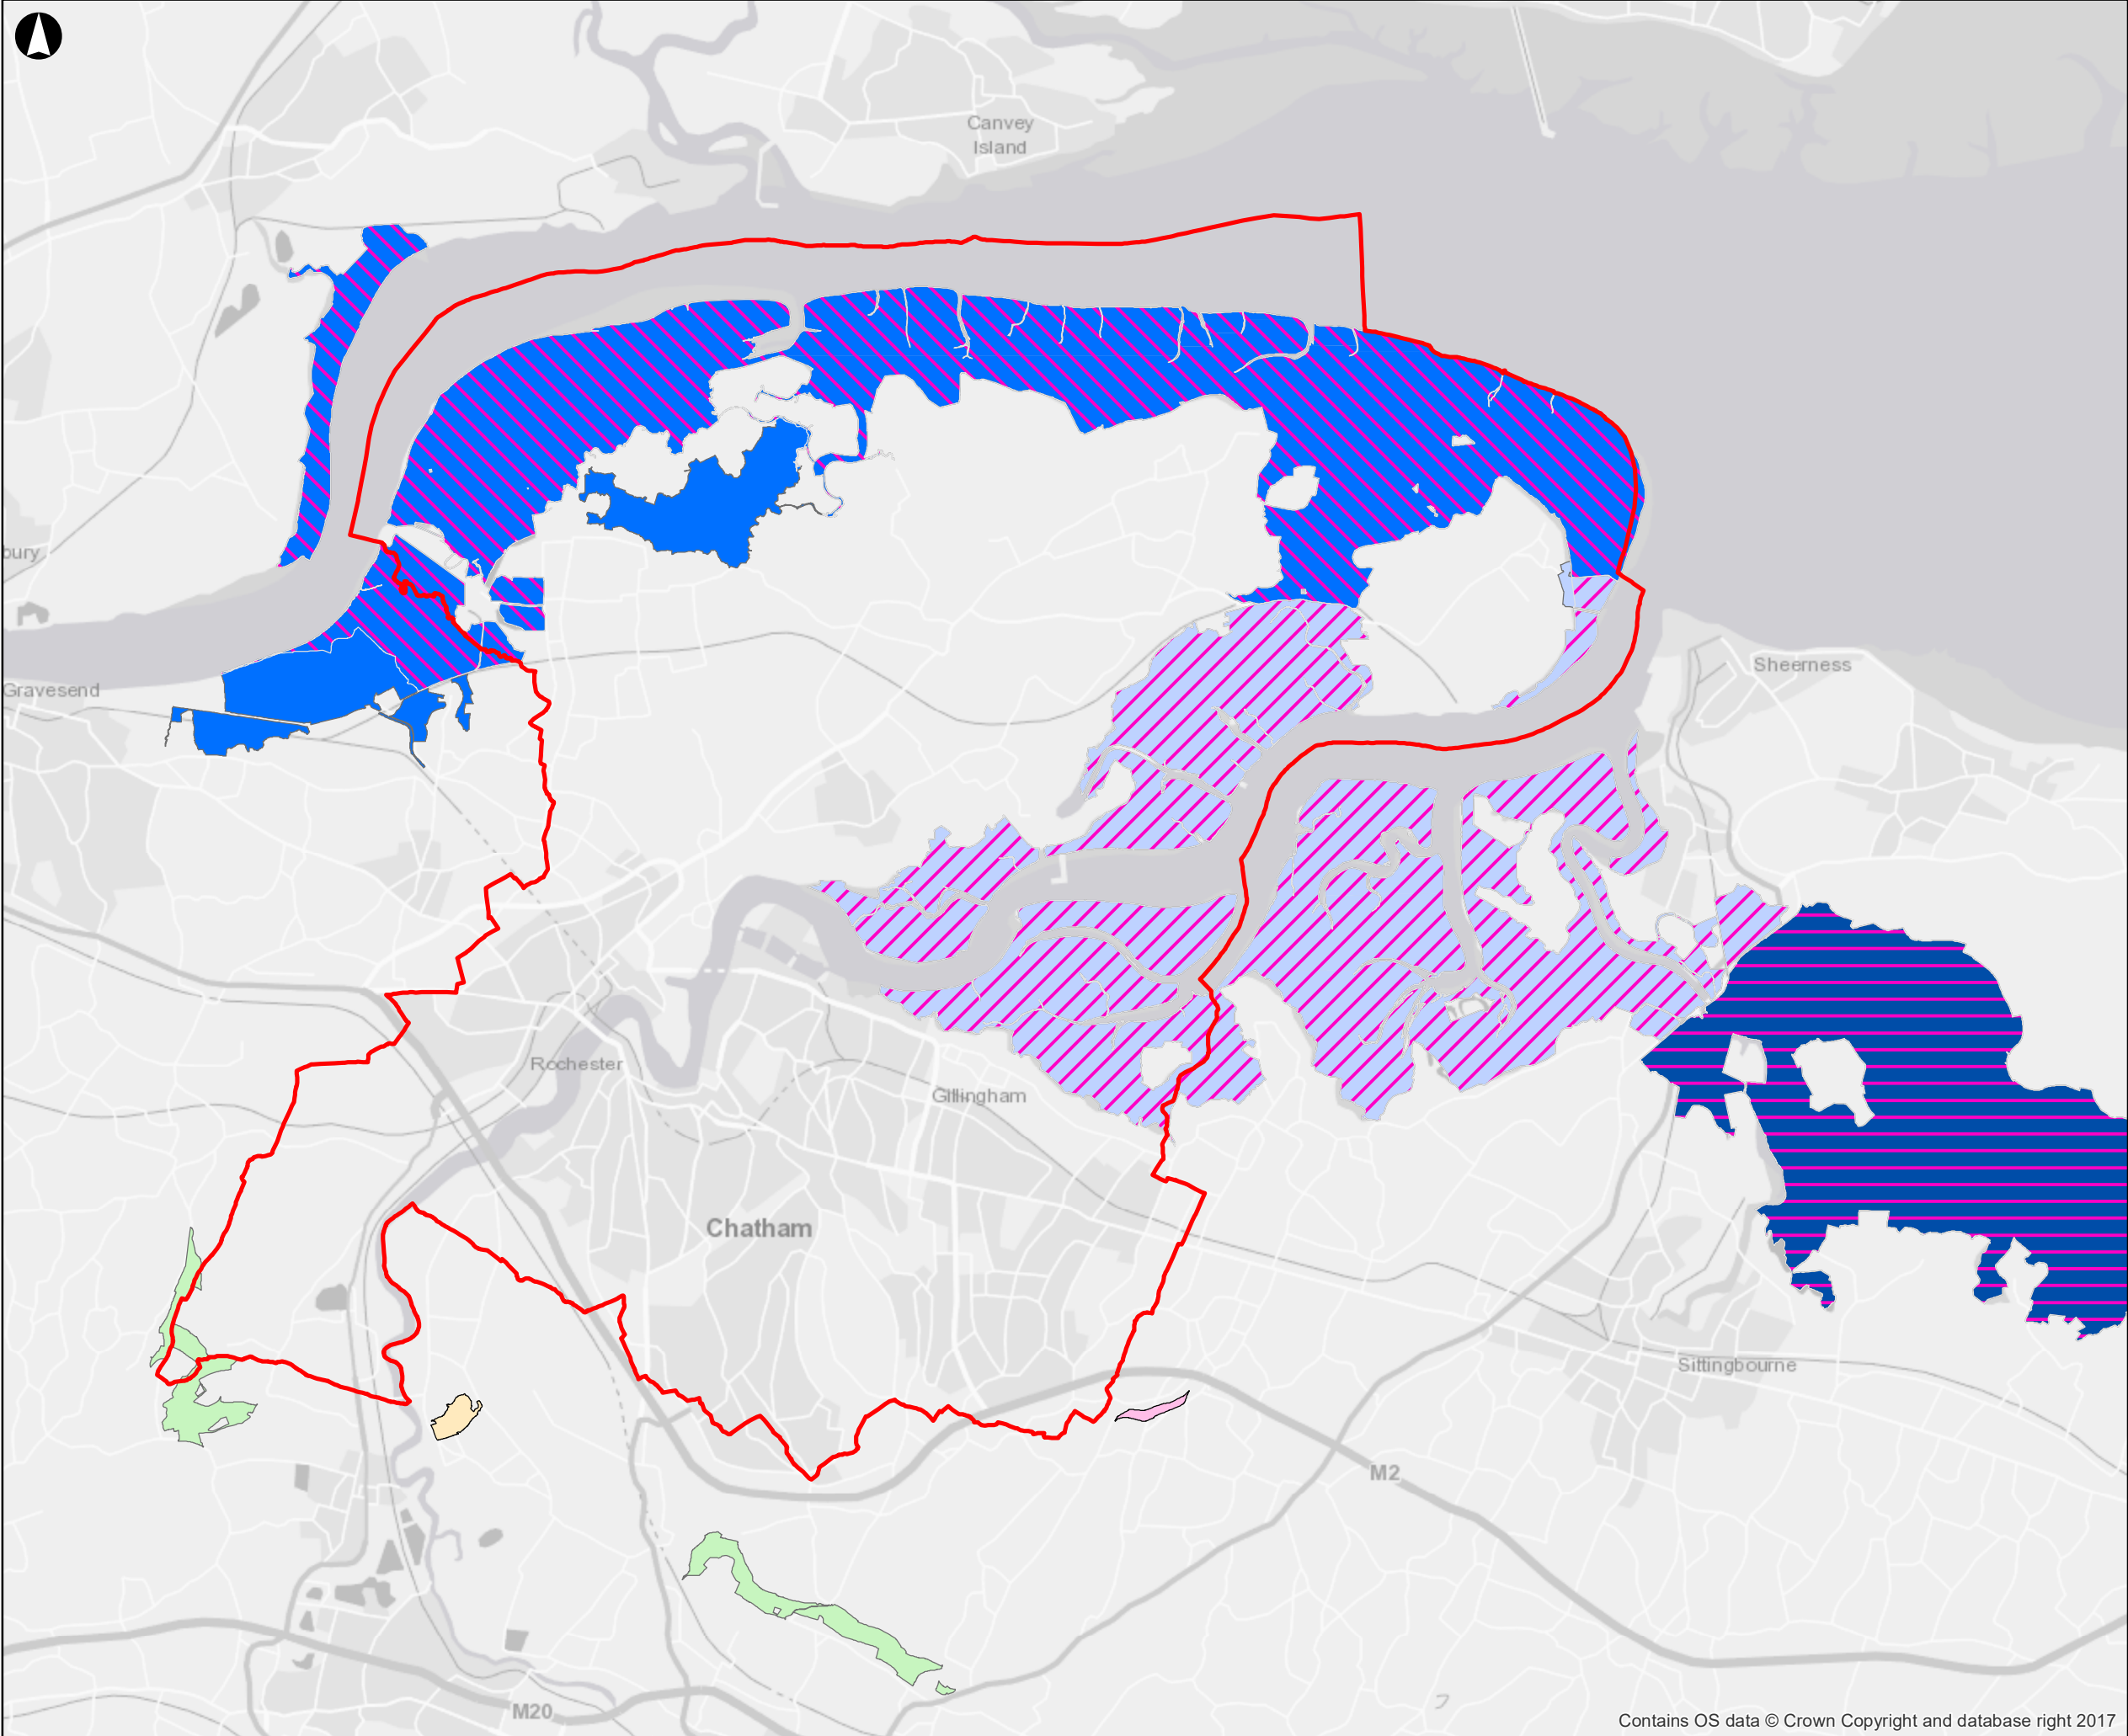 Canvey
Island
bury
Gravesend
Sheerness
Rochester
Gillingham
Chatham
Sittingbourne
M2
M20
Contains OS data © Crown Copyright and database right 2017